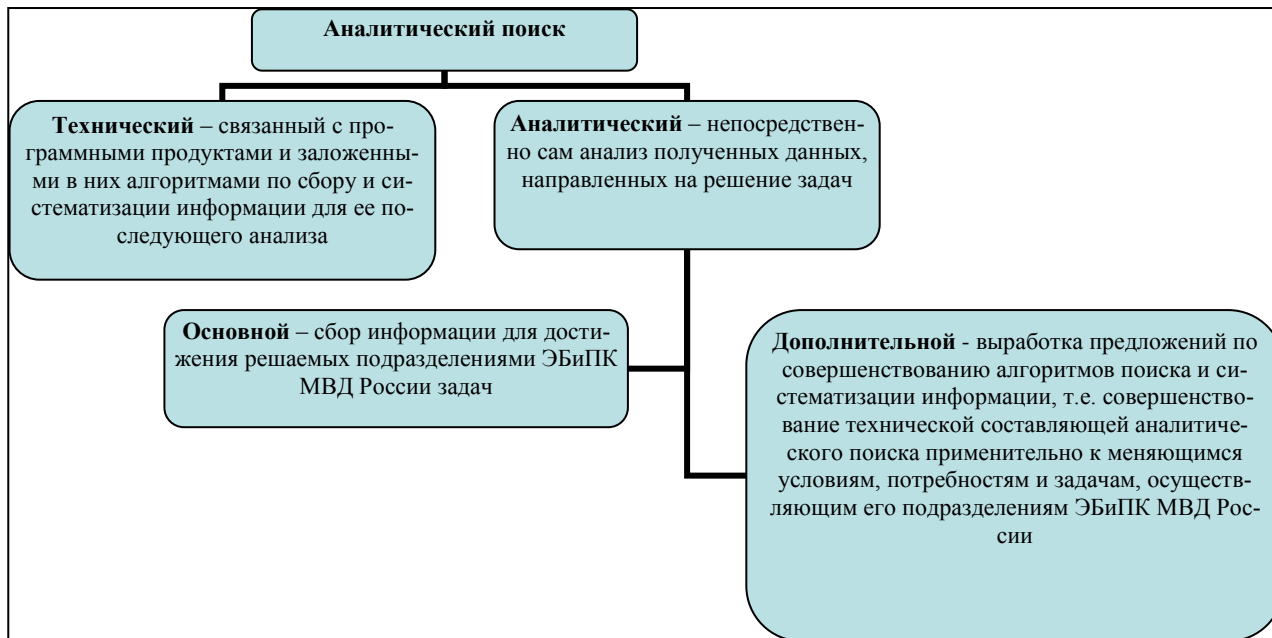 Аналитический поиск
Технический – связанный с про-
граммными продуктами и заложенны-
ми в них алгоритмами по сбору и си-
стематизации информации для ее по-
следующего анализа
Аналитический – непосредствен-
но сам анализ полученных данных,
направленных на решение задач
Основной – сбор информации для дости-
жения решаемых подразделениями ЭБиПК
МВД России задач
Дополнительной - выработка предложений по
совершенствованию алгоритмов поиска и си-
стематизации информации, т.е. совершенство-
вание технической составляющей аналитиче-
ского поиска применительно к меняющимся
условиям, потребностям и задачам, осуществ-
ляющим его подразделениям ЭБиПК МВД Рос-
сии